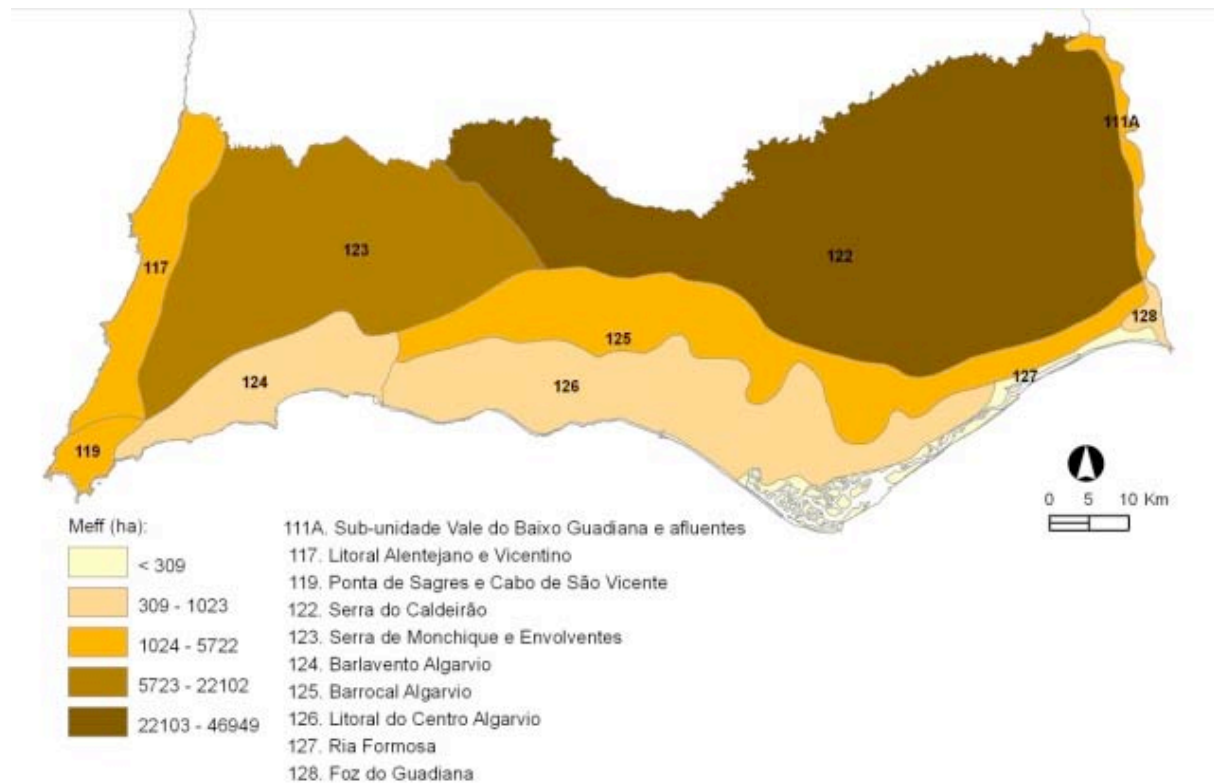 111A
123
122
117
125
128
127
124
126
119
0 5 10 Km
Meff (ha):
< 309
309 - 1023
1024 - 5722
5723 - 22102
22103 - 46949
111A. Sub-unidade Vale do Baixo Guadiana e afluentes
117. Litoral Alentejano e Vicentino
119. Ponta de Sagres e Cabo de São Vicente
122. Serra do Caldeirão
123. Serra de Monchique e Envolventes
124. Barlavento Algarvio
125. Barrocal Algarvio
126. Litoral do Centro Algarvio
127. Ria Formosa
128. Foz do Guadiana